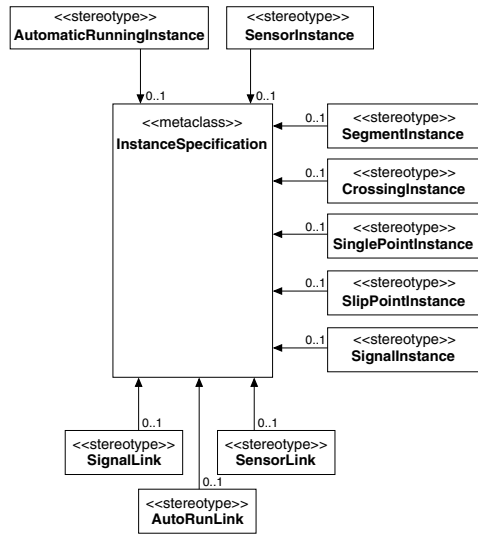 <<stereotype>>
AutomaticRunningInstance
<<stereotype>>
SensorInstance
0..1
0..1
<<metaclass>>
InstanceSpecification
0..1
<<stereotype>>
SegmentInstance
0..1
<<stereotype>>
CrossingInstance
0..1
<<stereotype>>
SinglePointInstance
0..1
<<stereotype>>
SlipPointInstance
0..1
<<stereotype>>
SignalInstance
0..1
0..1
<<stereotype>>
SignalLink
<<stereotype>>
SensorLink
0..1
<<stereotype>>
AutoRunLink